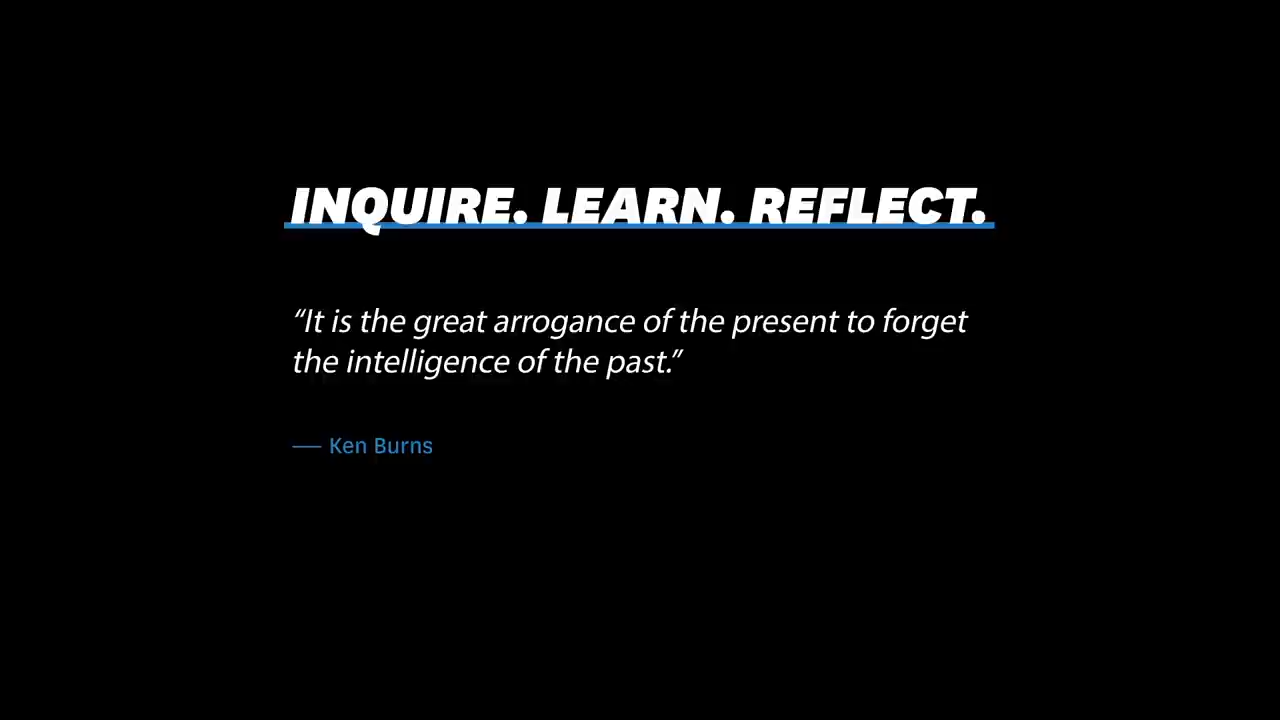 INQUIRE. LEARN. REFLECT.
“It is the great arrogance of the present to forget
the intelligence of the past.”
— Ken Burns